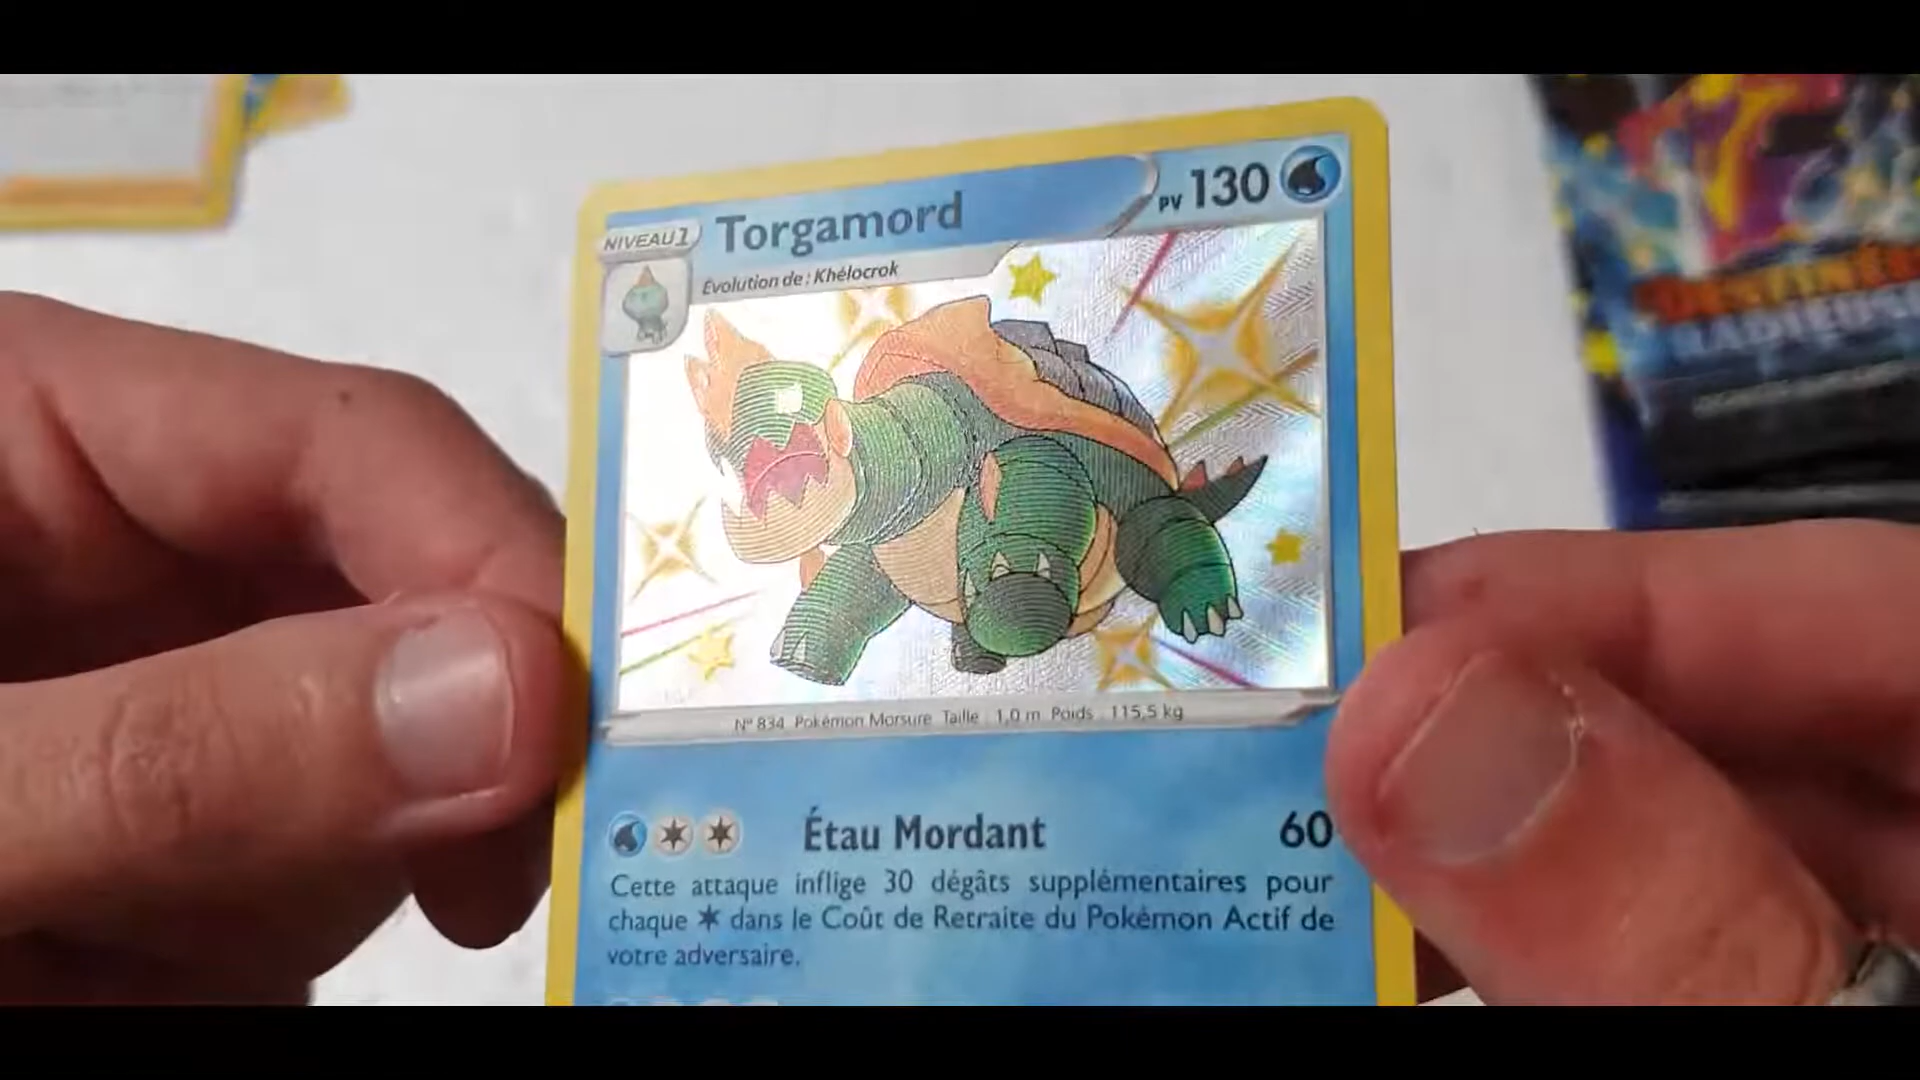 Torgamord
PV 130
NIVEAU 1
Évolution de : Khélocrok
DESTINÉES
RADIEUSES
N° 834 Pokémon Morsure Taille : 1,0 m Poids : 115,5 kg
Étau Mordant 60
Cette attaque inflige 30 dégâts supplémentaires pour
chaque dans le Coût de Retraite du Pokémon Actif de
votre adversaire.